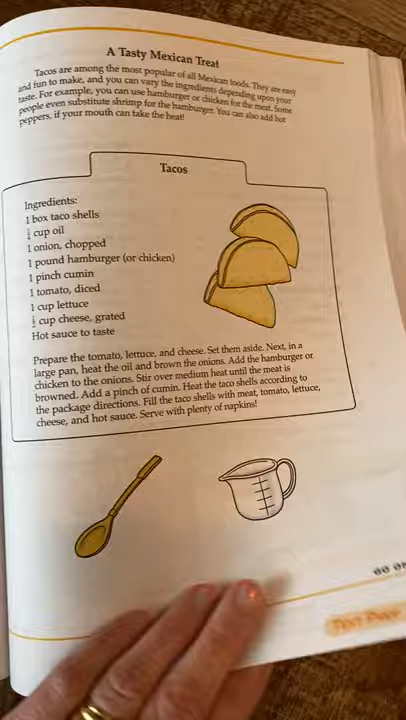 A Tasty Mexican Treat
Tacos are among the most popular of all Mexican foods. They are easy
and fun to make, and you can vary the ingredients depending upon your
taste. For example, you can use hamburger or chicken for the meat. Some
people even substitute shrimp for the hamburger. You can also add hot
peppers, if your mouth can take the heat!
Tacos
Ingredients:
1 box taco shells
cup oil
1 onion, chopped
1 pound hamburger (or chicken)
1 pinch cumin
1 tomato, diced
1 cup lettuce
cup cheese, grated
Hot sauce to taste
Prepare the tomato, lettuce, and cheese. Set them aside. Next, in a
large pan, heat the oil and brown the onions. Add the hamburger or
chicken to the onions. Stir over medium heat until the meat is
browned. Add a pinch of cumin. Heat the taco shells according to
the package directions. Fill the taco shells with meat, tomato, lettuce,
cheese, and hot sauce. Serve with plenty of napkins!
GO ON